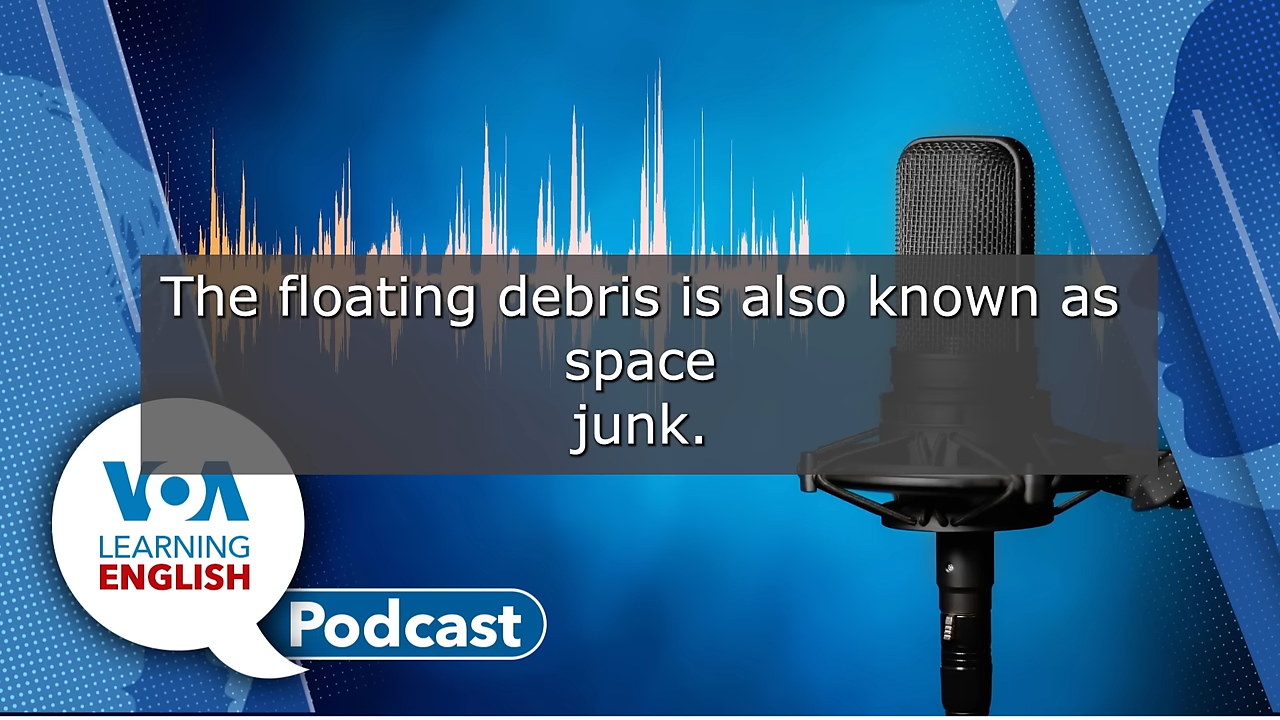 The floating debris is also known as
space
junk.
VOA
LEARNING
ENGLISH
Podcast